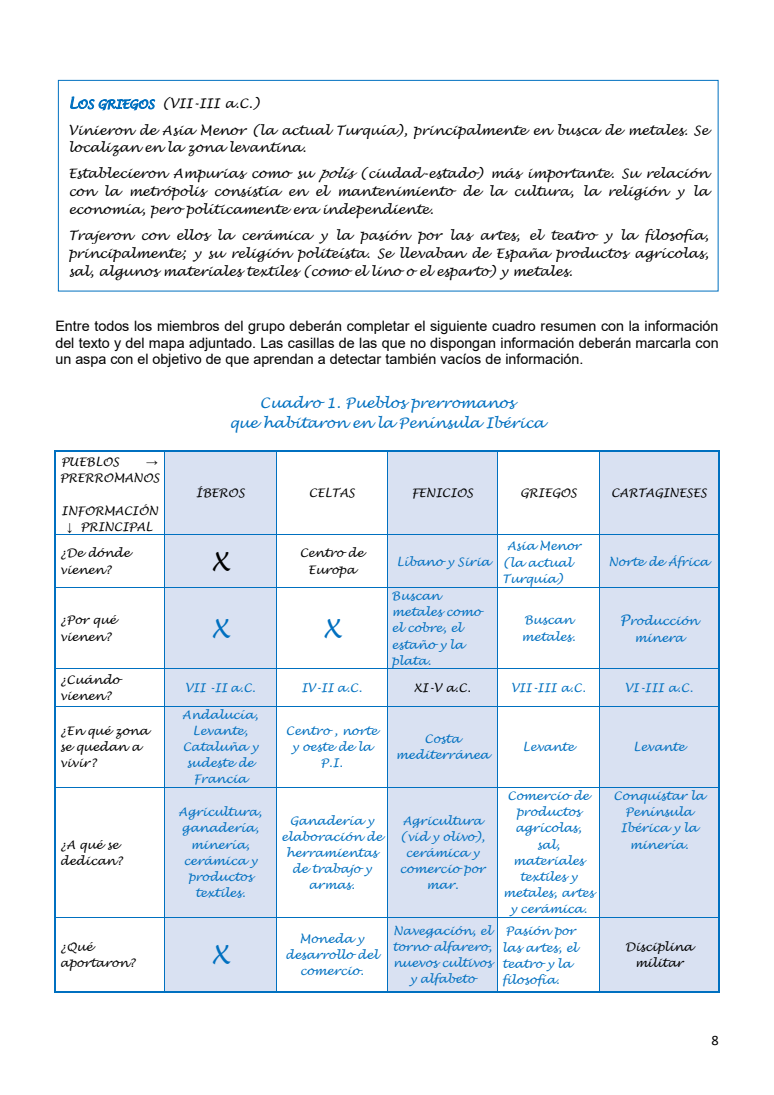 LOS GRIEGOS (VII-III a.C.)
Vinieron de Asia Menor (la actual Turquía), principalmente en busca de metales. Se
localizan en la zona levantina.
Establecieron Ampurias como su polis (ciudad-estado) más importante. Su relación
con la metrópolis consistía en el mantenimiento de la cultura, la religión y la
economía, pero políticamente era independiente.
Trajeron con ellos la cerámica y la pasión por las artes, el teatro y la filosofía,
principalmente; y su religión politeísta. Se llevaban de España productos agrícolas,
sal, algunos materiales textiles (como el lino o el esparto) y metales.
Entre todos los miembros del grupo deberán completar el siguiente cuadro resumen con la información
del texto y del mapa adjuntado. Las casillas de las que no dispongan información deberán marcarla con
un aspa con el objetivo de que aprendan a detectar también vacíos de información.
Cuadro 1. Pueblos prerromanos
que habitaron en la Península Ibérica
PUEBLOS →
PRERROMANOS
INFORMACIÓN
↓ PRINCIPAL
ÍBEROS
CELTAS
FENICIOS
GRIEGOS
CARTAGINESES
¿De dónde
vienen?
X
Centro de
Europa
Líbano y Siria
Asia Menor
(la actual
Turquía)
Norte de África
¿Por qué
vienen?
X
X
Buscan
metales como
el cobre, el
estaño y la
plata.
Buscan
metales.
Producción
minera
¿Cuándo
vienen?
VII -II a.C.
IV-II a.C.
XI-V a.C.
VII-III a.C.
VI-III a.C.
¿En qué zona
se quedan a
vivir?
Andalucía,
Levante,
Cataluña y
sudeste de
Francia
Centro , norte
y oeste de la
P.I.
Costa
mediterránea
Levante
Levante
¿A qué se
dedican?
Agricultura,
ganadería,
minería,
cerámica y
productos
textiles.
Ganadería y
elaboración de
herramientas
de trabajo y
armas.
Agricultura
(vid y olivo),
cerámica y
comercio por
mar.
Comercio de
productos
agrícolas,
sal,
materiales
textiles y
metales, artes
y cerámica.
Conquistar la
Península
Ibérica y la
minería.
¿Qué
aportaron?
X
Moneda y
desarrollo del
comercio.
Navegación, el
torno alfarero,
nuevos cultivos
y alfabeto
Pasión por
las artes, el
teatro y la
filosofía.
Disciplina
militar
8